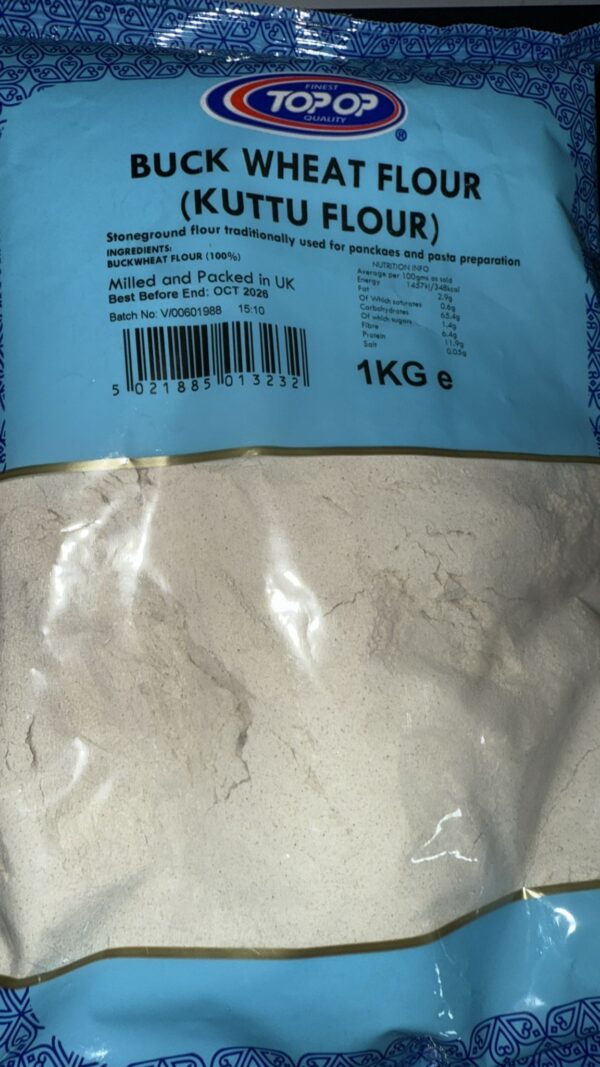 FINEST
TOPOP
QUALITY
®
BUCK WHEAT FLOUR
(KUTTU FLOUR)
Stoneground flour traditionally used for panckaes and pasta preparation
INGREDIENTS:
BUCKWHEAT FLOUR (100%)
Milled and Packed in UK
Best Before End: OCT 2026
Batch No: V/00601988 15:10
5 021885 013232
NUTRITION INFO
Average per 100gms as sold
Energy 1457kj/348kcal
Fat 2.9g
Of Which saturates 0.6g
Carbohydrates 65.4g
Of which sugars 1.4g
Fibre 6.4g
Protein 11.9g
Salt 0.05g
1KG e